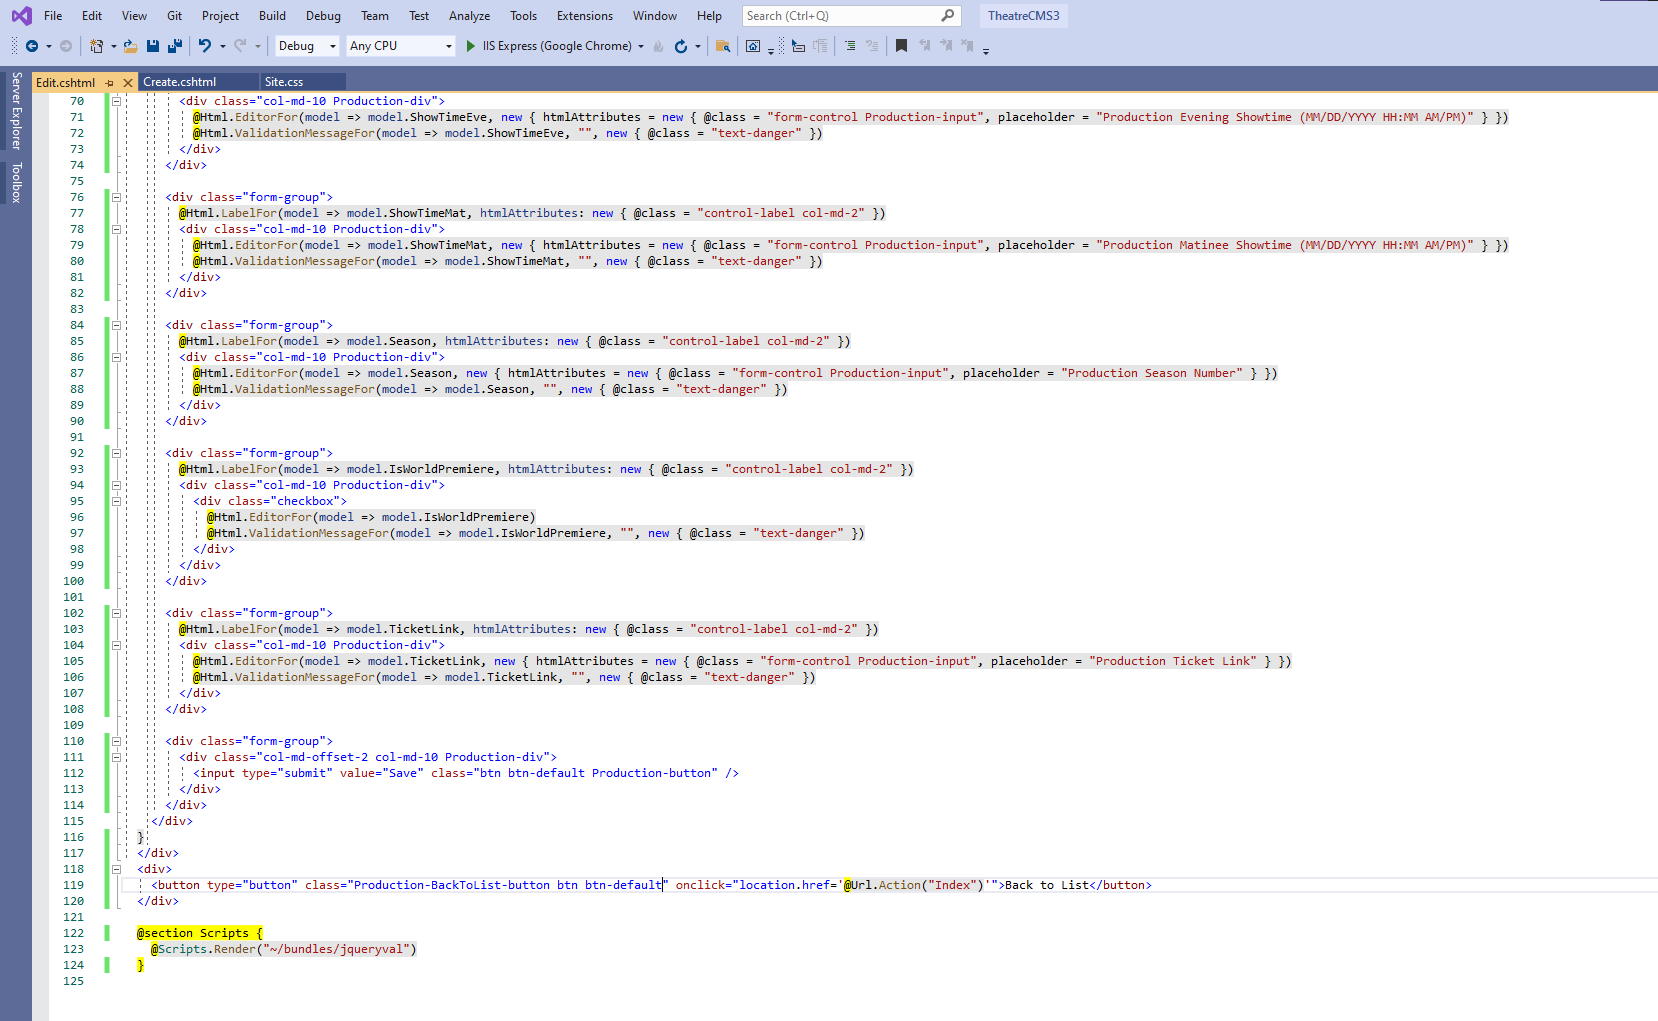 File Edit View Git Project Build Debug Team Test Analyze Tools Extensions Window Help Search (Ctrl+Q) TheatreCMS3
Debug Any CPU IIS Express (Google Chrome)
Server Explorer
Toolbox
Edit.cshtml Create.cshtml Site.css
70 <div class="col-md-10 Production-div">
71 @Html.EditorFor(model => model.ShowTimeEve, new { htmlAttributes = new { @class = "form-control Production-input", placeholder = "Production Evening Showtime (MM/DD/YYYY HH:MM AM/PM)" } })
72 @Html.ValidationMessageFor(model => model.ShowTimeEve, "", new { @class = "text-danger" })
73 </div>
74 </div>
75
76 <div class="form-group">
77 @Html.LabelFor(model => model.ShowTimeMat, htmlAttributes: new { @class = "control-label col-md-2" })
78 <div class="col-md-10 Production-div">
79 @Html.EditorFor(model => model.ShowTimeMat, new { htmlAttributes = new { @class = "form-control Production-input", placeholder = "Production Matinee Showtime (MM/DD/YYYY HH:MM AM/PM)" } })
80 @Html.ValidationMessageFor(model => model.ShowTimeMat, "", new { @class = "text-danger" })
81 </div>
82 </div>
83
84 <div class="form-group">
85 @Html.LabelFor(model => model.Season, htmlAttributes: new { @class = "control-label col-md-2" })
86 <div class="col-md-10 Production-div">
87 @Html.EditorFor(model => model.Season, new { htmlAttributes = new { @class = "form-control Production-input", placeholder = "Production Season Number" } })
88 @Html.ValidationMessageFor(model => model.Season, "", new { @class = "text-danger" })
89 </div>
90 </div>
91
92 <div class="form-group">
93 @Html.LabelFor(model => model.IsWorldPremiere, htmlAttributes: new { @class = "control-label col-md-2" })
94 <div class="col-md-10 Production-div">
95 <div class="checkbox">
96 @Html.EditorFor(model => model.IsWorldPremiere)
97 @Html.ValidationMessageFor(model => model.IsWorldPremiere, "", new { @class = "text-danger" })
98 </div>
99 </div>
100 </div>
101
102 <div class="form-group">
103 @Html.LabelFor(model => model.TicketLink, htmlAttributes: new { @class = "control-label col-md-2" })
104 <div class="col-md-10 Production-div">
105 @Html.EditorFor(model => model.TicketLink, new { htmlAttributes = new { @class = "form-control Production-input", placeholder = "Production Ticket Link" } })
106 @Html.ValidationMessageFor(model => model.TicketLink, "", new { @class = "text-danger" })
107 </div>
108 </div>
109
110 <div class="form-group">
111 <div class="col-md-offset-2 col-md-10 Production-div">
112 <input type="submit" value="Save" class="btn btn-default Production-button" />
113 </div>
114 </div>
115 </div>
116 }
117 </div>
118 <div>
119 <button type="button" class="Production-BackToList-button btn btn-default" onclick="location.href='@Url.Action("Index")'">Back to List</button>
120 </div>
121
122 @section Scripts {
123 @Scripts.Render("~/bundles/jqueryval")
124 }
125